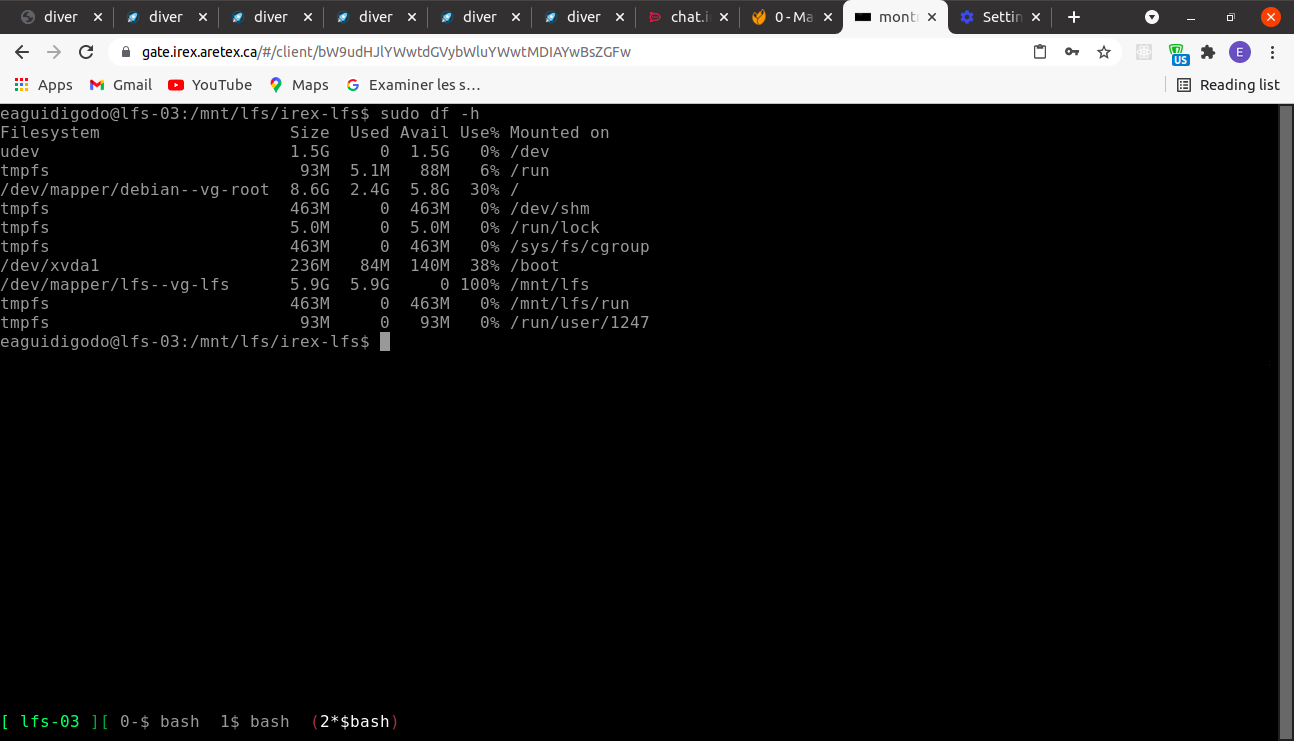 diver diver diver diver diver diver chat.i 0 - Ma mont Settin
gate.irex.aretex.ca/#/client/bW9udHJlYWwtdGVybWluYWwtMDIAYwBsZGFw E
US
Apps Gmail YouTube Maps Examiner les s… Reading list
eaguidigodo@lfs-03:/mnt/lfs/irex-lfs$ sudo df -h
Filesystem Size Used Avail Use% Mounted on
udev 1.5G 0 1.5G 0% /dev
tmpfs 93M 5.1M 88M 6% /run
/dev/mapper/debian--vg-root 8.6G 2.4G 5.8G 30% /
tmpfs 463M 0 463M 0% /dev/shm
tmpfs 5.0M 0 5.0M 0% /run/lock
tmpfs 463M 0 463M 0% /sys/fs/cgroup
/dev/xvda1 236M 84M 140M 38% /boot
/dev/mapper/lfs--vg-lfs 5.9G 5.9G 0 100% /mnt/lfs
tmpfs 463M 0 463M 0% /mnt/lfs/run
tmpfs 93M 0 93M 0% /run/user/1247
eaguidigodo@lfs-03:/mnt/lfs/irex-lfs$
[ lfs-03 ][ 0-$ bash 1$ bash (2*$bash)